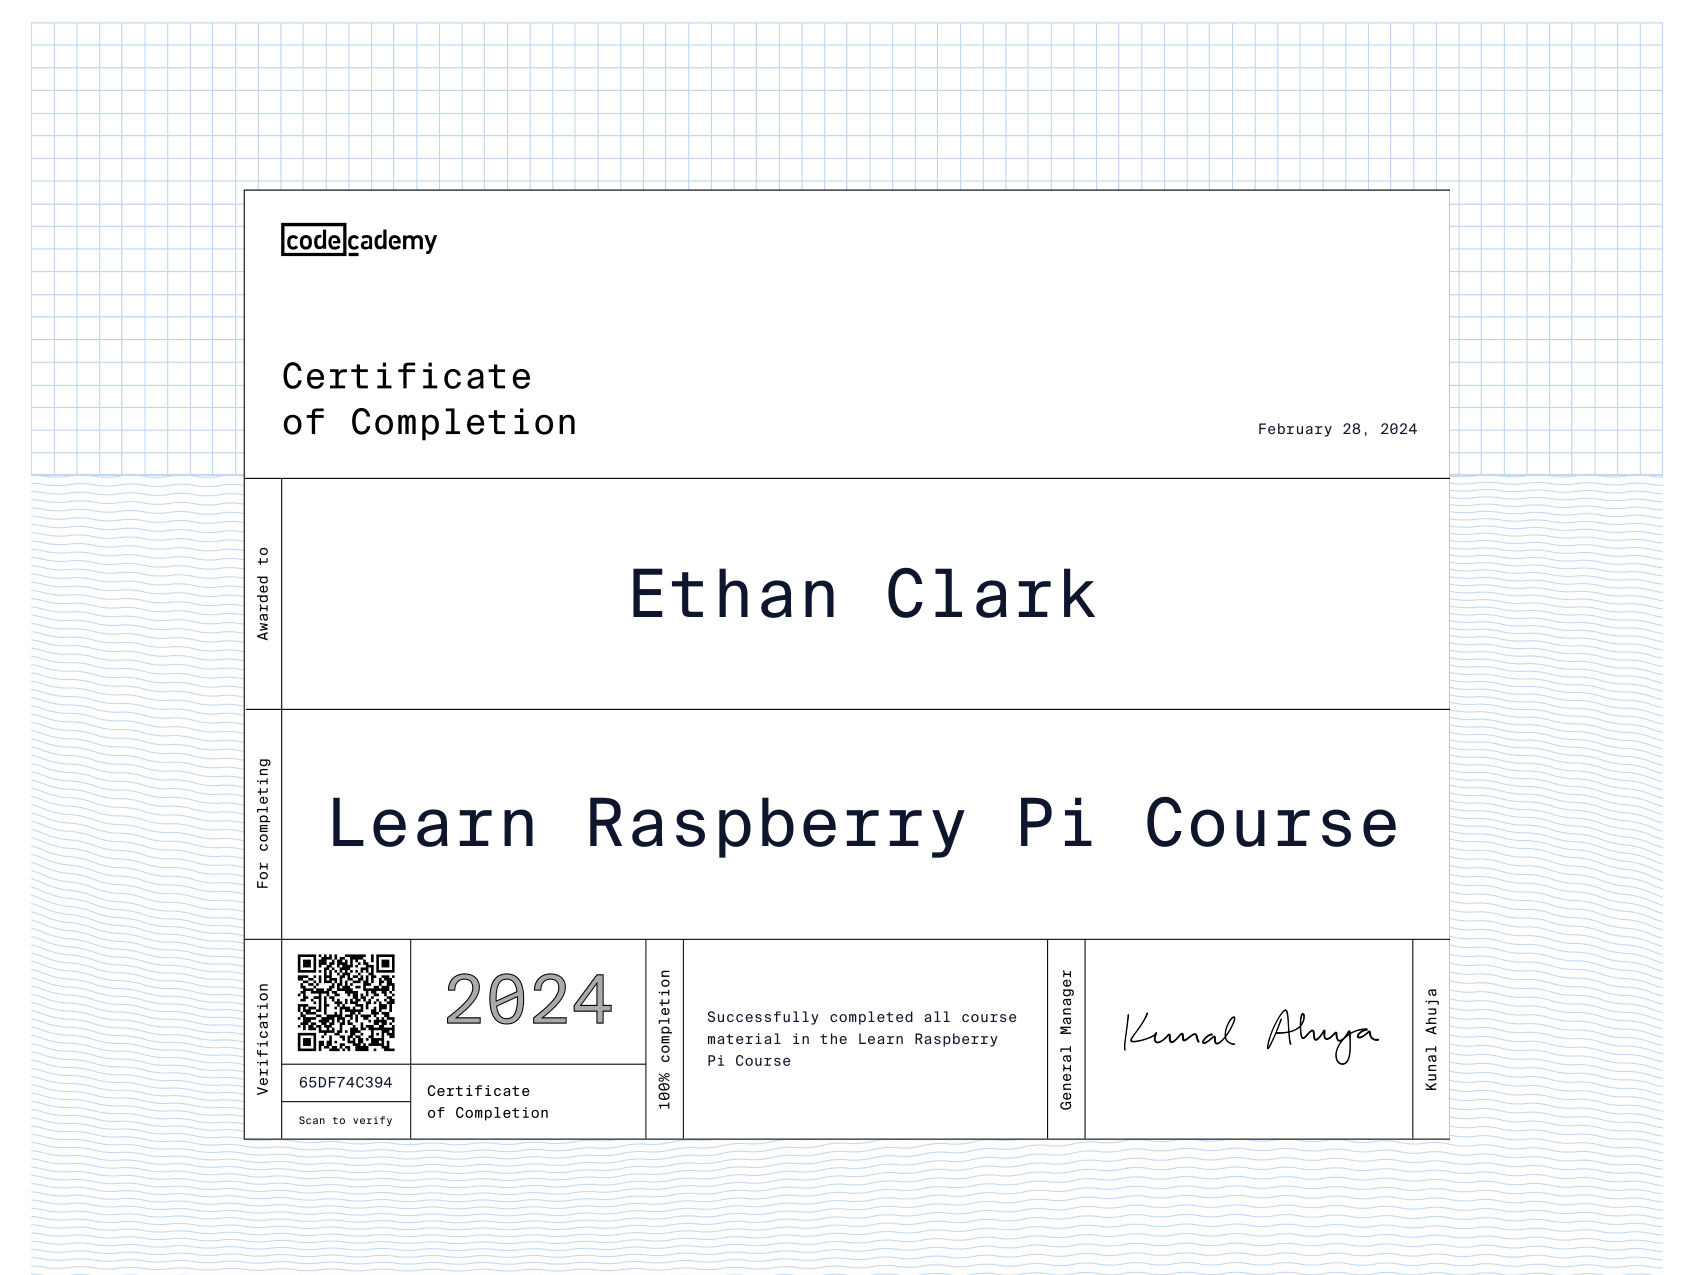 codecademy
Certificate
of Completion
February 28, 2024
Awarded to
Ethan Clark
For completing
Learn Raspberry Pi Course
Verification
65DF74C394
Scan to verify
2024
Certificate
of Completion
100% completion
Successfully completed all course
material in the Learn Raspberry
Pi Course
General Manager
Kunal Ahuja
Kunal Ahuja